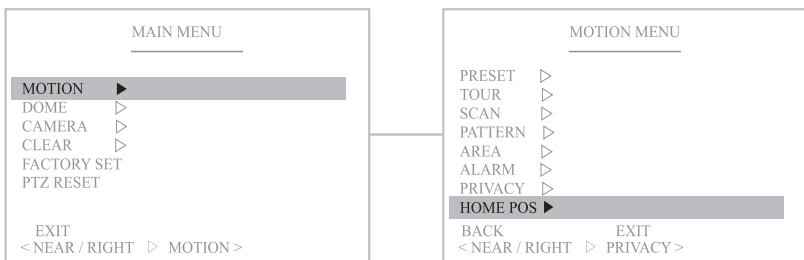 MAIN MENU
MOTION ▶
DOME ▷
CAMERA ▷
CLEAR ▷
FACTORY SET
PTZ RESET
EXIT
< NEAR / RIGHT ▷ MOTION >
MOTION MENU
PRESET ▷
TOUR ▷
SCAN ▷
PATTERN ▷
AREA ▷
ALARM ▷
PRIVACY ▷
HOME POS ▶
BACK EXIT
< NEAR / RIGHT ▷ PRIVACY >